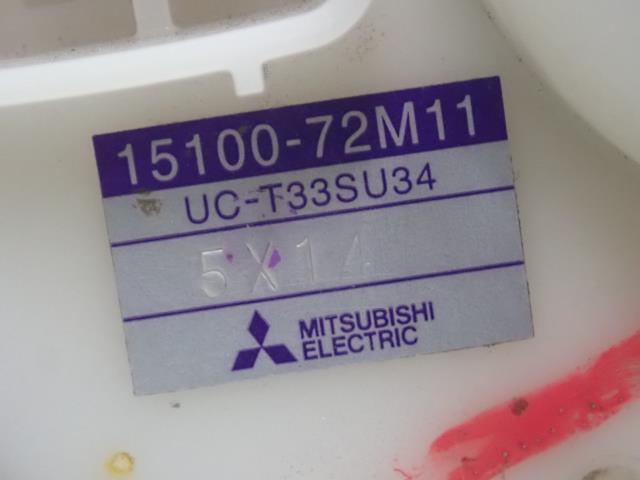 15100-72M11
UC-T33SU34
5X14
MITSUBISHI
ELECTRIC